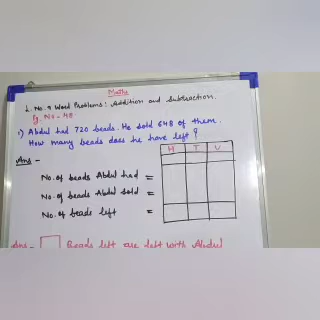 Maths
L. No. 9 Word Problems: Addition and Subtraction.
Pg. No - 48
1) Abdul had 720 beads. He sold 648 of them.
How many beads does he have left?
Ans -
H T U
No. of beads Abdul had =
No. of beads Abdul sold =
No. of beads left =
Ans - Beads left are left with Abdul